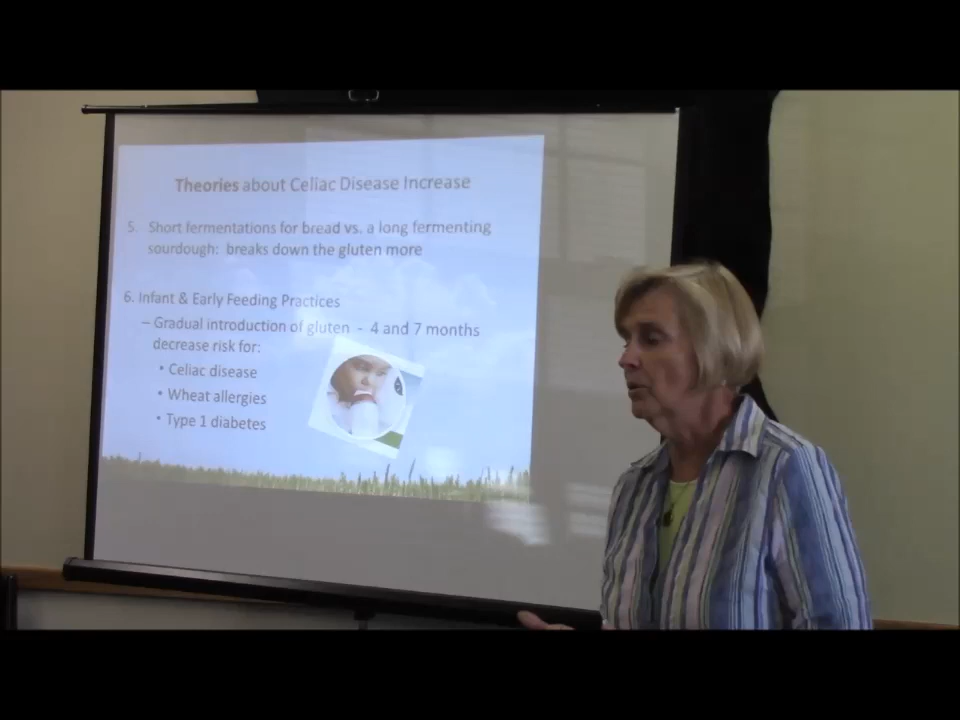 Theories about Celiac Disease Increase
5. Short fermentations for bread vs. a long fermenting
sourdough: breaks down the gluten more
6. Infant & Early Feeding Practices
– Gradual introduction of gluten - 4 and 7 months
decrease risk for:
• Celiac disease
• Wheat allergies
• Type 1 diabetes